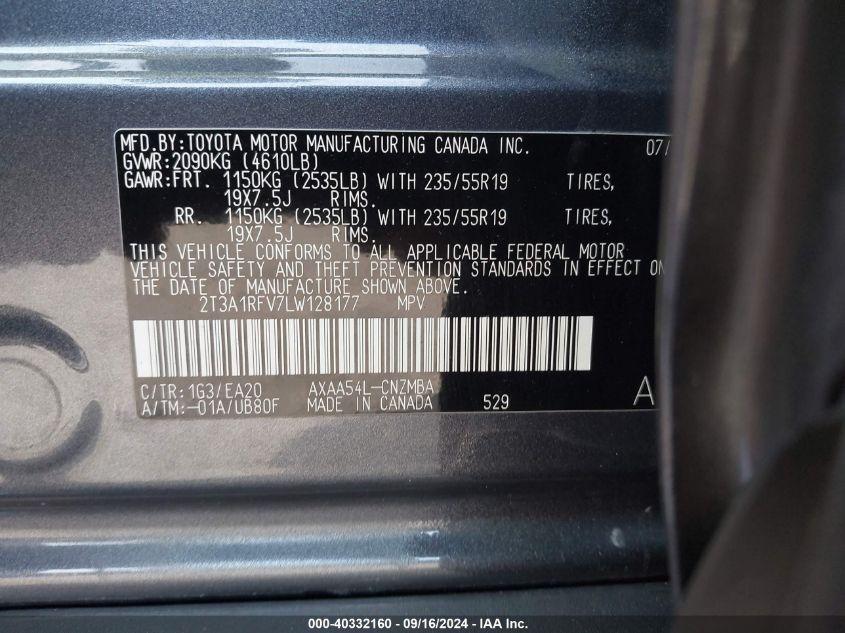 MFD.BY:TOYOTA MOTOR MANUFACTURING CANADA INC. 07/
GVWR:2090KG (4610LB)
GAWR:FRT. 1150KG (2535LB) WITH 235/55R19 TIRES,
19X7.5J RIMS.
RR. 1150KG (2535LB) WITH 235/55R19 TIRES,
19X7.5J RIMS.
THIS VEHICLE CONFORMS TO ALL APPLICABLE FEDERAL MOTOR
VEHICLE SAFETY AND THEFT PREVENTION STANDARDS IN EFFECT ON
THE DATE OF MANUFACTURE SHOWN ABOVE.
2T3A1RFV7LW128177 MPV
C/TR:1G3/EA20 AXAA54L-CNZMBA
A/TM:-01A/UB80F MADE IN CANADA 529 A
000-40332160 - 09/16/2024 - IAA Inc.